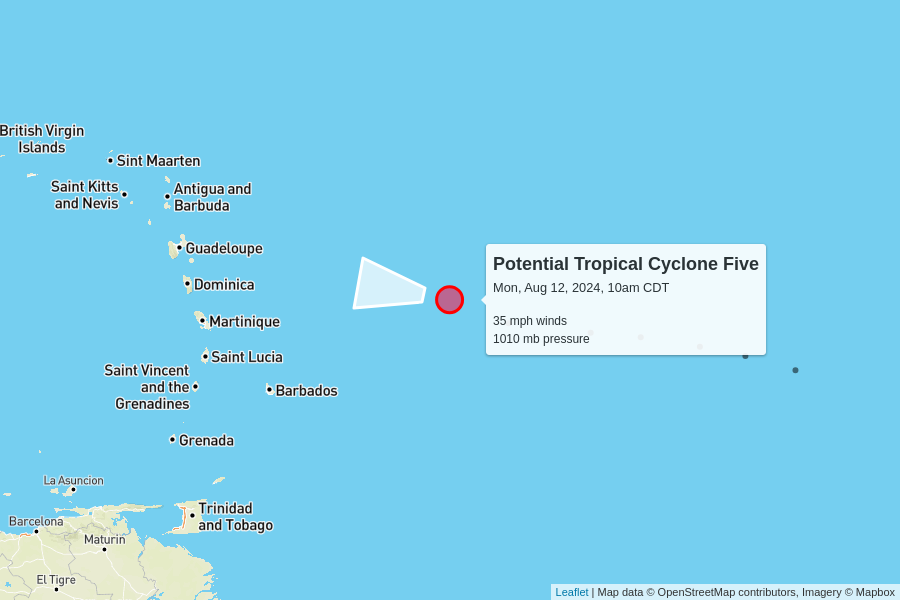 British Virgin
Islands
Sint Maarten
Saint Kitts
and Nevis
Antigua and
Barbuda
Guadeloupe
Dominica
Martinique
Saint Lucia
Saint Vincent
and the
Grenadines
Barbados
Grenada
La Asuncion
Trinidad
and Tobago
Barcelona
Maturin
El Tigre
Potential Tropical Cyclone Five
Mon, Aug 12, 2024, 10am CDT
35 mph winds
1010 mb pressure
Leaflet | Map data © OpenStreetMap contributors, Imagery © Mapbox